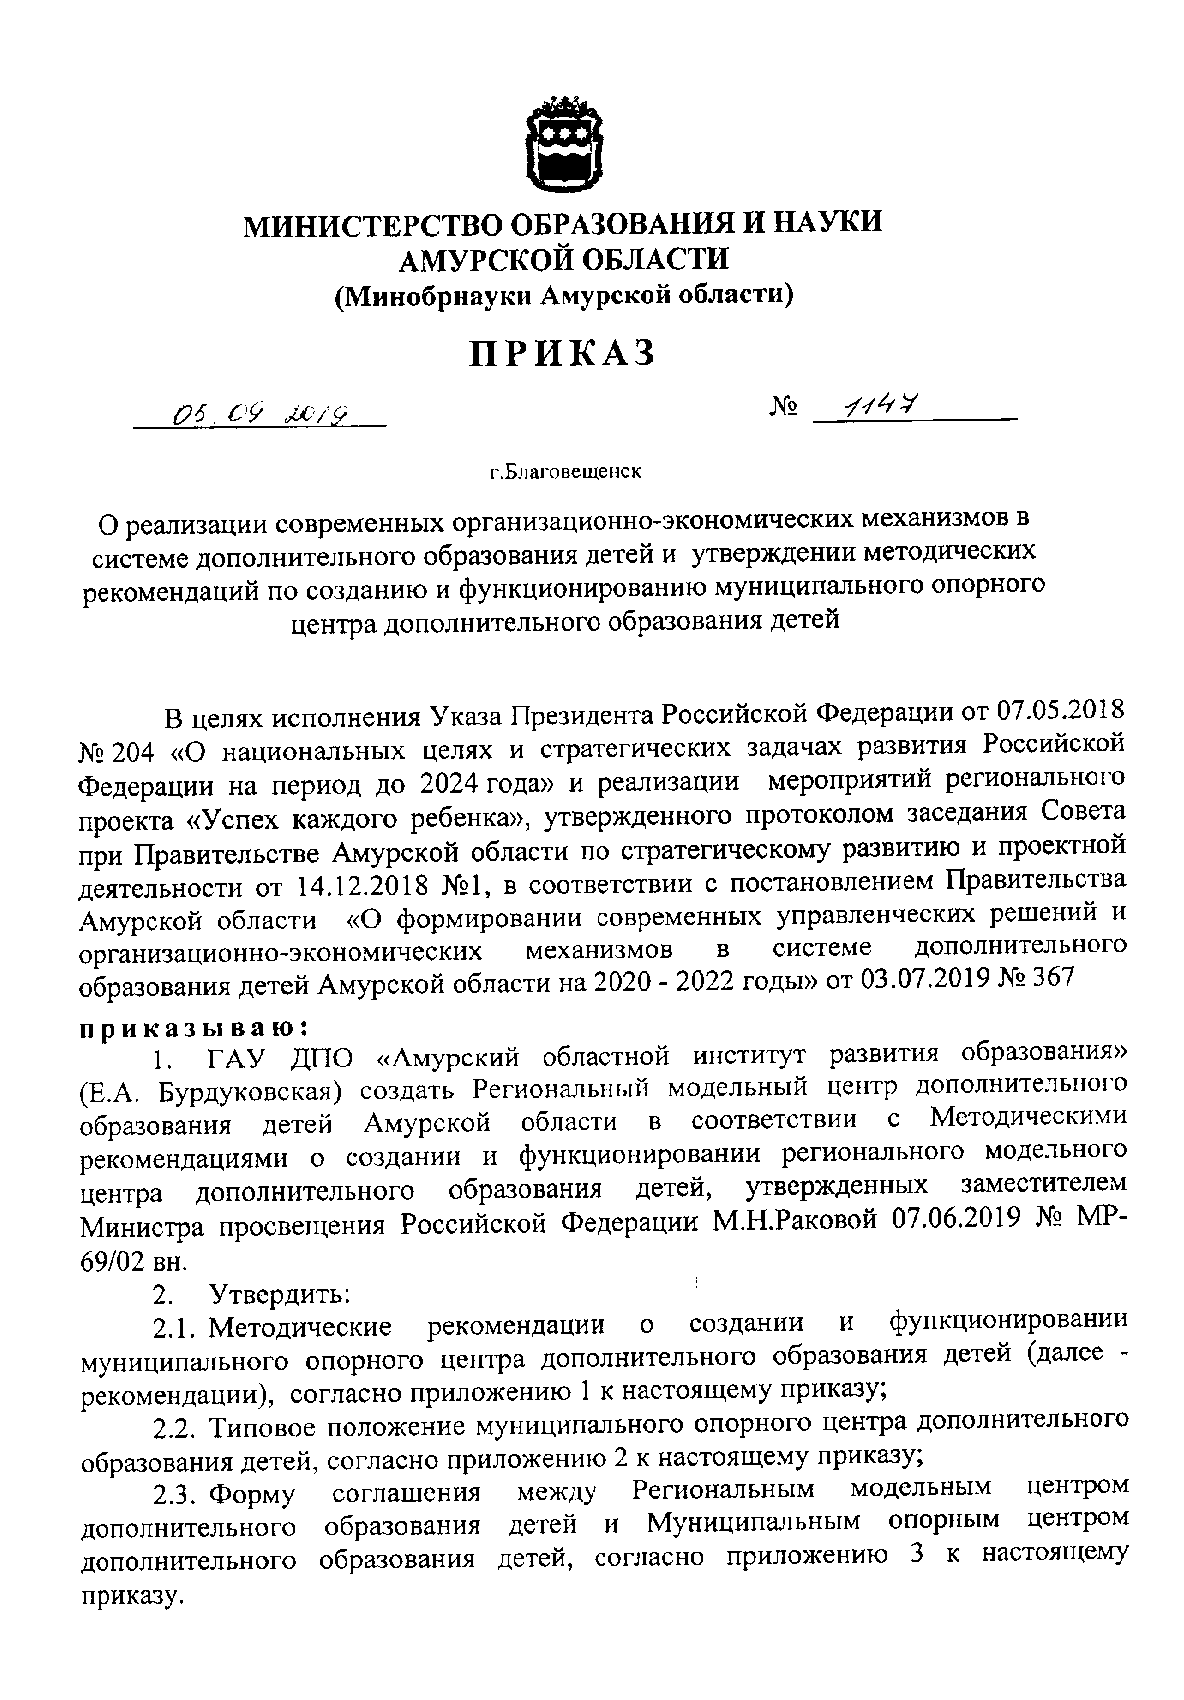 МИНИСТЕРСТВО ОБРАЗОВАНИЯ И НАУКИ
АМУРСКОЙ ОБЛАСТИ
(Минобрнауки Амурской области)
ПРИКАЗ
05.09 2019 № 1147
г.Благовещенск
О реализации современных организационно-экономических механизмов в
системе дополнительного образования детей и утверждении методических
рекомендаций по созданию и функционированию муниципального опорного
центра дополнительного образования детей
В целях исполнения Указа Президента Российской Федерации от 07.05.2018
№ 204 «О национальных целях и стратегических задачах развития Российской
Федерации на период до 2024 года» и реализации мероприятий регионального
проекта «Успех каждого ребенка», утвержденного протоколом заседания Совета
при Правительстве Амурской области по стратегическому развитию и проектной
деятельности от 14.12.2018 №1, в соответствии с постановлением Правительства
Амурской области «О формировании современных управленческих решений и
организационно-экономических механизмов в системе дополнительного
образования детей Амурской области на 2020 - 2022 годы» от 03.07.2019 № 367
приказываю:
1. ГАУ ДПО «Амурский областной институт развития образования»
(Е.А. Бурдуковская) создать Региональный модельный центр дополнительного
образования детей Амурской области в соответствии с Методическими
рекомендациями о создании и функционировании регионального модельного
центра дополнительного образования детей, утвержденных заместителем
Министра просвещения Российской Федерации М.Н.Раковой 07.06.2019 № МР-
69/02 вн.
2. Утвердить:
2.1. Методические рекомендации о создании и функционировании
муниципального опорного центра дополнительного образования детей (далее -
рекомендации), согласно приложению 1 к настоящему приказу;
2.2. Типовое положение муниципального опорного центра дополнительного
образования детей, согласно приложению 2 к настоящему приказу;
2.3. Форму соглашения между Региональным модельным центром
дополнительного образования детей и Муниципальным опорным центром
дополнительного образования детей, согласно приложению 3 к настоящему
приказу.